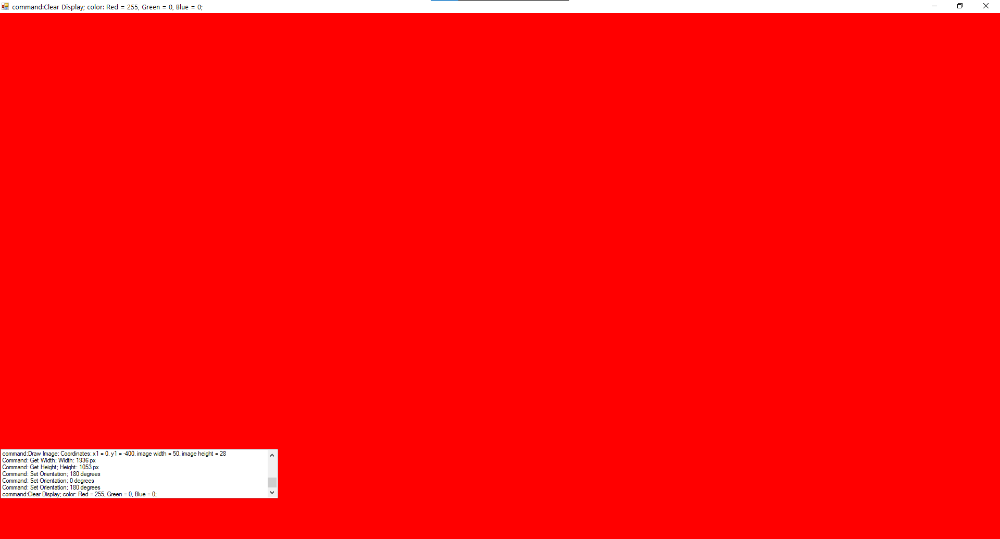 command:Clear Display; color: Red = 255, Green = 0, Blue = 0;
command:Draw Image; Coordinates: x1 = 0, y1 = -400, image width = 50, image height = 28
Command: Get Width; Width: 1936 px
Command: Get Height; Height: 1053 px
Command: Set Orientation; 180 degrees
Command: Set Orientation; 0 degrees
Command: Set Orientation; 180 degrees
command:Clear Display; color: Red = 255, Green = 0, Blue = 0;